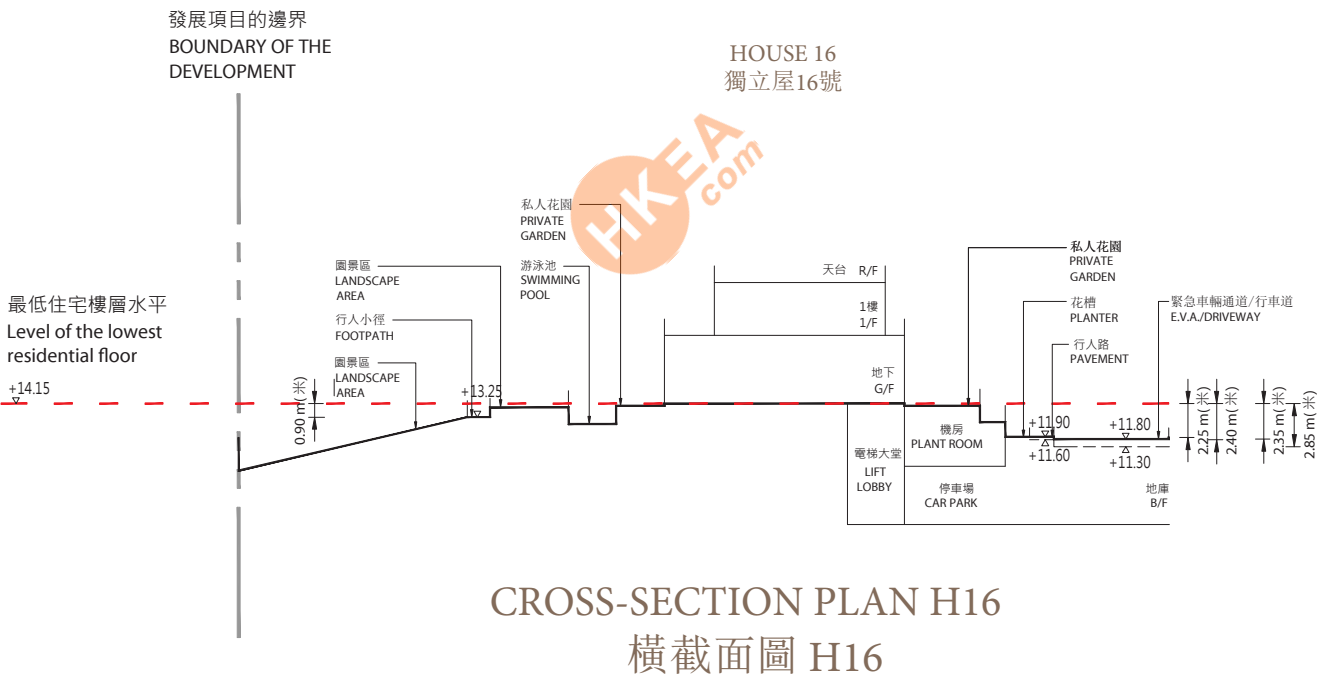 發展項目的邊界
BOUNDARY OF THE
DEVELOPMENT
HOUSE 16
獨立屋16號
HKEA
com
私人花園
PRIVATE
GARDEN
園景區
LANDSCAPE
AREA
游泳池
SWIMMING
POOL
天台 R/F
私人花園
PRIVATE
GARDEN
最低住宅樓層水平
Level of the lowest
residential floor
行人小徑
FOOTPATH
1樓
1/F
花槽
PLANTER
緊急車輛通道/行車道
E.V.A./DRIVEWAY
園景區
LANDSCAPE
AREA
行人路
PAVEMENT
地下
G/F
+14.15
+13.25
0.90 m(米)
+11.90
+11.80
+11.60
+11.30
2.25 m(米)
2.40 m(米)
2.35 m(米)
2.85 m(米)
機房
PLANT ROOM
電梯大堂
LIFT
LOBBY
停車場
CAR PARK
地庫
B/F
CROSS-SECTION PLAN H16
橫截面圖 H16